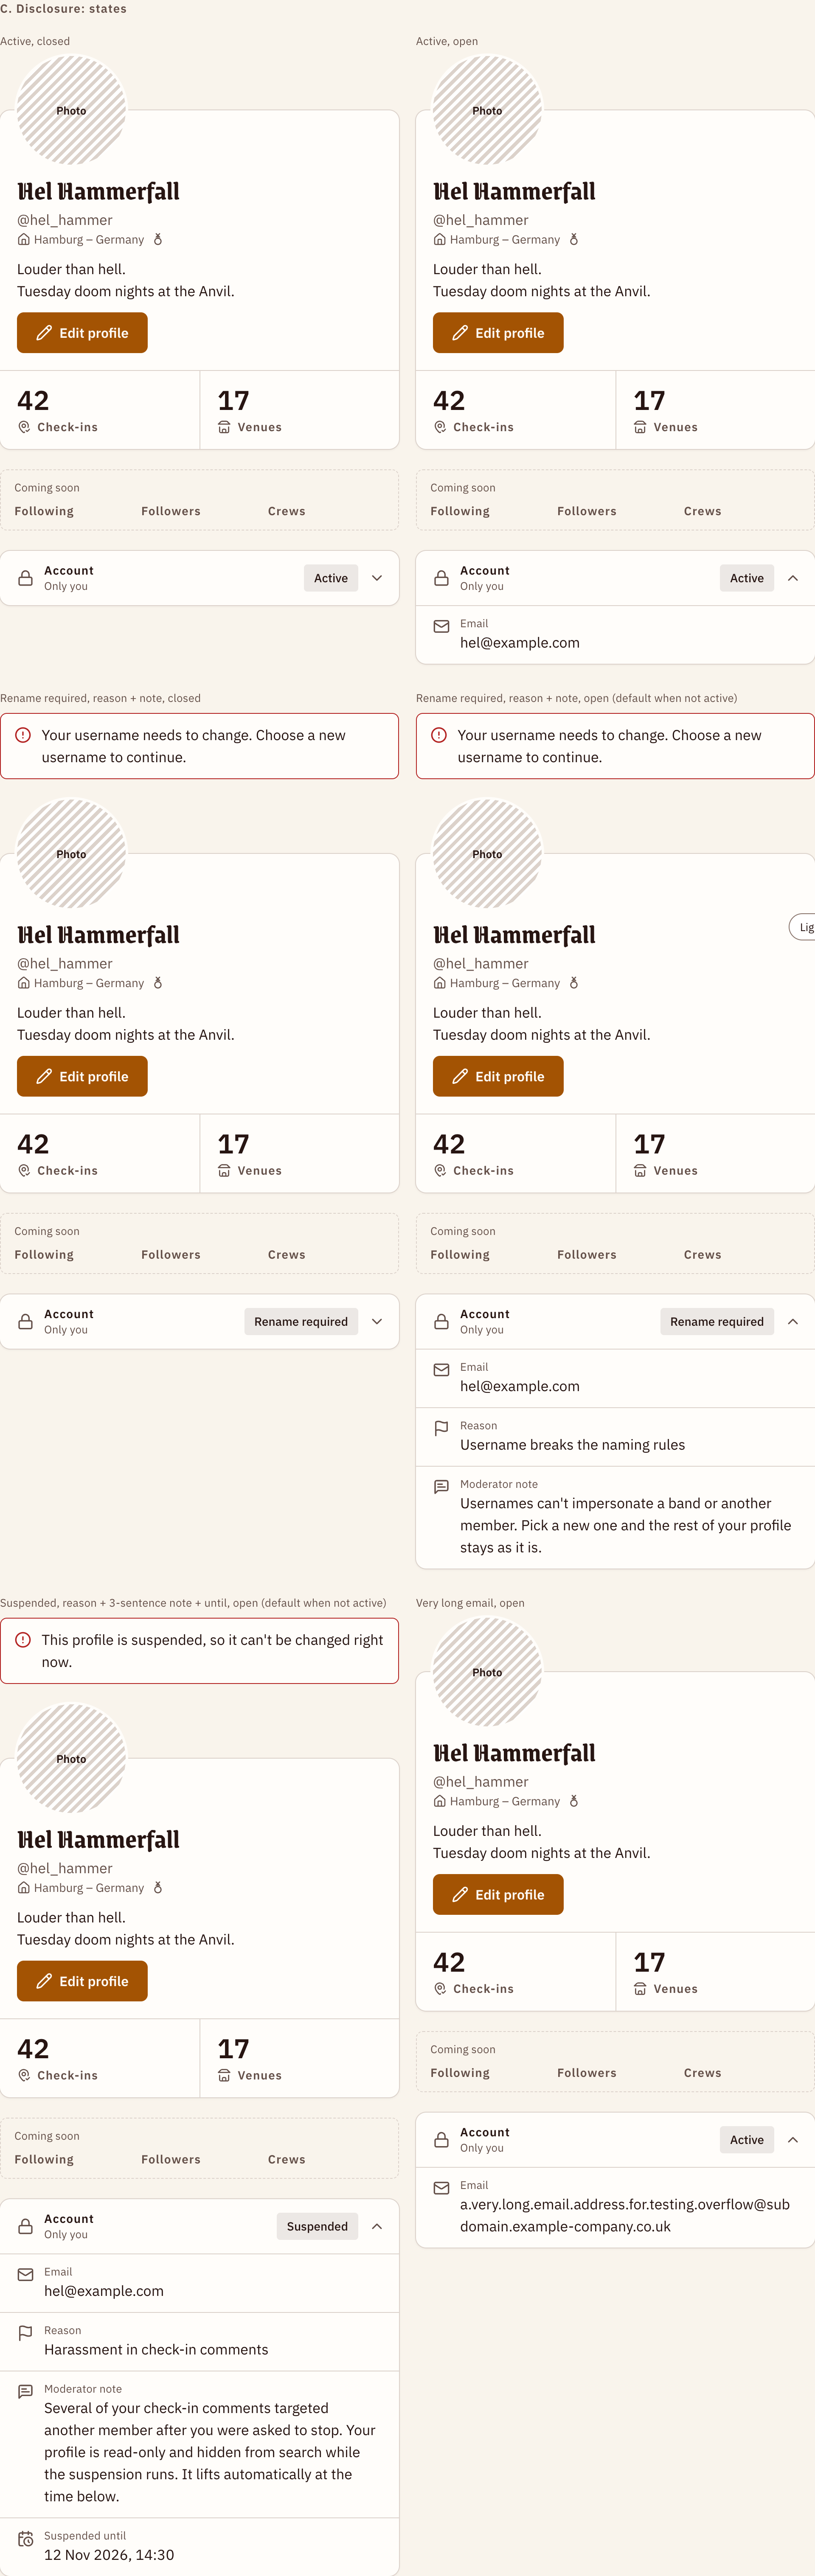 C. Disclosure: states
Active, closed
Photo
Hel Hammerfall
@hel_hammer
Hamburg – Germany
Louder than hell.
Tuesday doom nights at the Anvil.
Edit profile
42
Check-ins
17
Venues
Coming soon
Following
Followers
Crews
Account
Only you
Active
Active, open
Photo
Hel Hammerfall
@hel_hammer
Hamburg – Germany
Louder than hell.
Tuesday doom nights at the Anvil.
Edit profile
42
Check-ins
17
Venues
Coming soon
Following
Followers
Crews
Account
Only you
Active
Email
hel@example.com
Rename required, reason + note, closed
Your username needs to change. Choose a new
username to continue.
Photo
Hel Hammerfall
@hel_hammer
Hamburg – Germany
Louder than hell.
Tuesday doom nights at the Anvil.
Edit profile
42
Check-ins
17
Venues
Coming soon
Following
Followers
Crews
Account
Only you
Rename required
Rename required, reason + note, open (default when not active)
Your username needs to change. Choose a new
username to continue.
Photo
Lig
Hel Hammerfall
@hel_hammer
Hamburg – Germany
Louder than hell.
Tuesday doom nights at the Anvil.
Edit profile
42
Check-ins
17
Venues
Coming soon
Following
Followers
Crews
Account
Only you
Rename required
Email
hel@example.com
Reason
Username breaks the naming rules
Moderator note
Usernames can't impersonate a band or another
member. Pick a new one and the rest of your profile
stays as it is.
Suspended, reason + 3-sentence note + until, open (default when not active)
This profile is suspended, so it can't be changed right
now.
Photo
Hel Hammerfall
@hel_hammer
Hamburg – Germany
Louder than hell.
Tuesday doom nights at the Anvil.
Edit profile
42
Check-ins
17
Venues
Coming soon
Following
Followers
Crews
Account
Only you
Suspended
Email
hel@example.com
Reason
Harassment in check-in comments
Moderator note
Several of your check-in comments targeted
another member after you were asked to stop. Your
profile is read-only and hidden from search while
the suspension runs. It lifts automatically at the
time below.
Suspended until
12 Nov 2026, 14:30
Very long email, open
Photo
Hel Hammerfall
@hel_hammer
Hamburg – Germany
Louder than hell.
Tuesday doom nights at the Anvil.
Edit profile
42
Check-ins
17
Venues
Coming soon
Following
Followers
Crews
Account
Only you
Active
Email
a.very.long.email.address.for.testing.overflow@sub
domain.example-company.co.uk